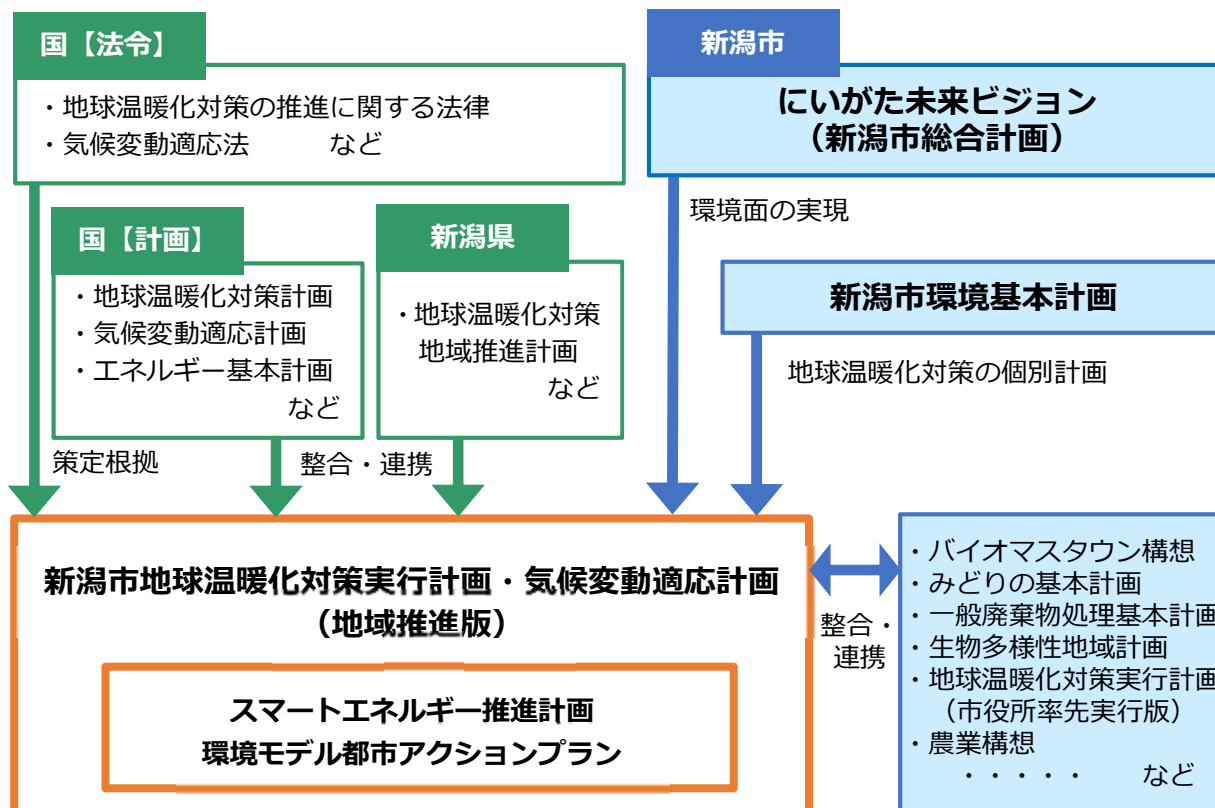 国【法令】
・地球温暖化対策の推進に関する法律
・気候変動適応法　　　など
国【計画】
・地球温暖化対策計画
・気候変動適応計画
・エネルギー基本計画
など
新潟県
・地球温暖化対策
地域推進計画
など
策定根拠
整合・連携
新潟市
にいがた未来ビジョン
（新潟市総合計画）
環境面の実現
新潟市環境基本計画
地球温暖化対策の個別計画
新潟市地球温暖化対策実行計画・気候変動適応計画
（地域推進版）
スマートエネルギー推進計画
環境モデル都市アクションプラン
整合・
連携
・バイオマスタウン構想
・みどりの基本計画
・一般廃棄物処理基本計画
・生物多様性地域計画
・地球温暖化対策実行計画
（市役所率先実行版）
・農業構想
・・・・・　　など